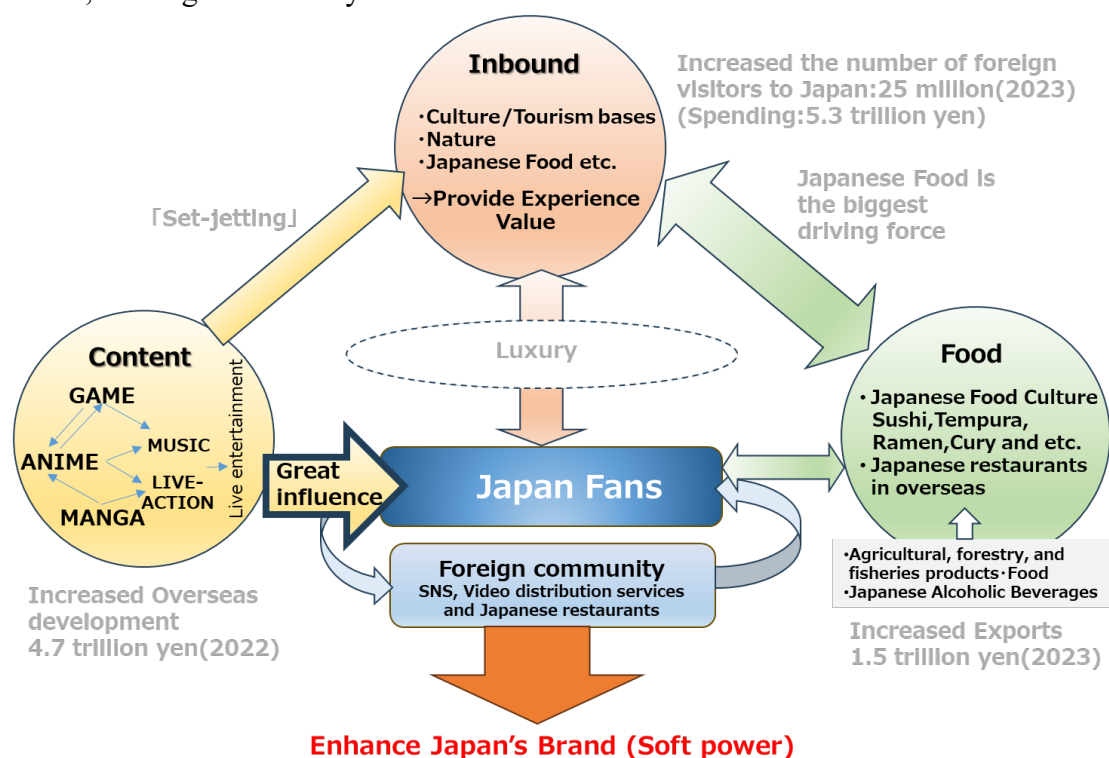 Inbound
・Culture/Tourism bases
・Nature
・Japanese Food etc.
→Provide Experience
Value
Increased the number of foreign
visitors to Japan:25 million(2023)
(Spending:5.3 trillion yen)
「Set-jetting」
Japanese Food is
the biggest
driving force
Luxury
Content
GAME
ANIME
MUSIC
LIVE-
ACTION
MANGA
Live entertainment
Great
influence
Japan Fans
Food
・Japanese Food Culture
Sushi,Tempura,
Ramen,Cury and etc.
・Japanese restaurants
in overseas
・Agricultural, forestry, and
fisheries products・Food
・Japanese Alcoholic Beverages
Foreign community
SNS, Video distribution services
and Japanese restaurants
Increased Overseas
development
4.7 trillion yen(2022)
Increased Exports
1.5 trillion yen(2023)
Enhance Japan's Brand (Soft power)